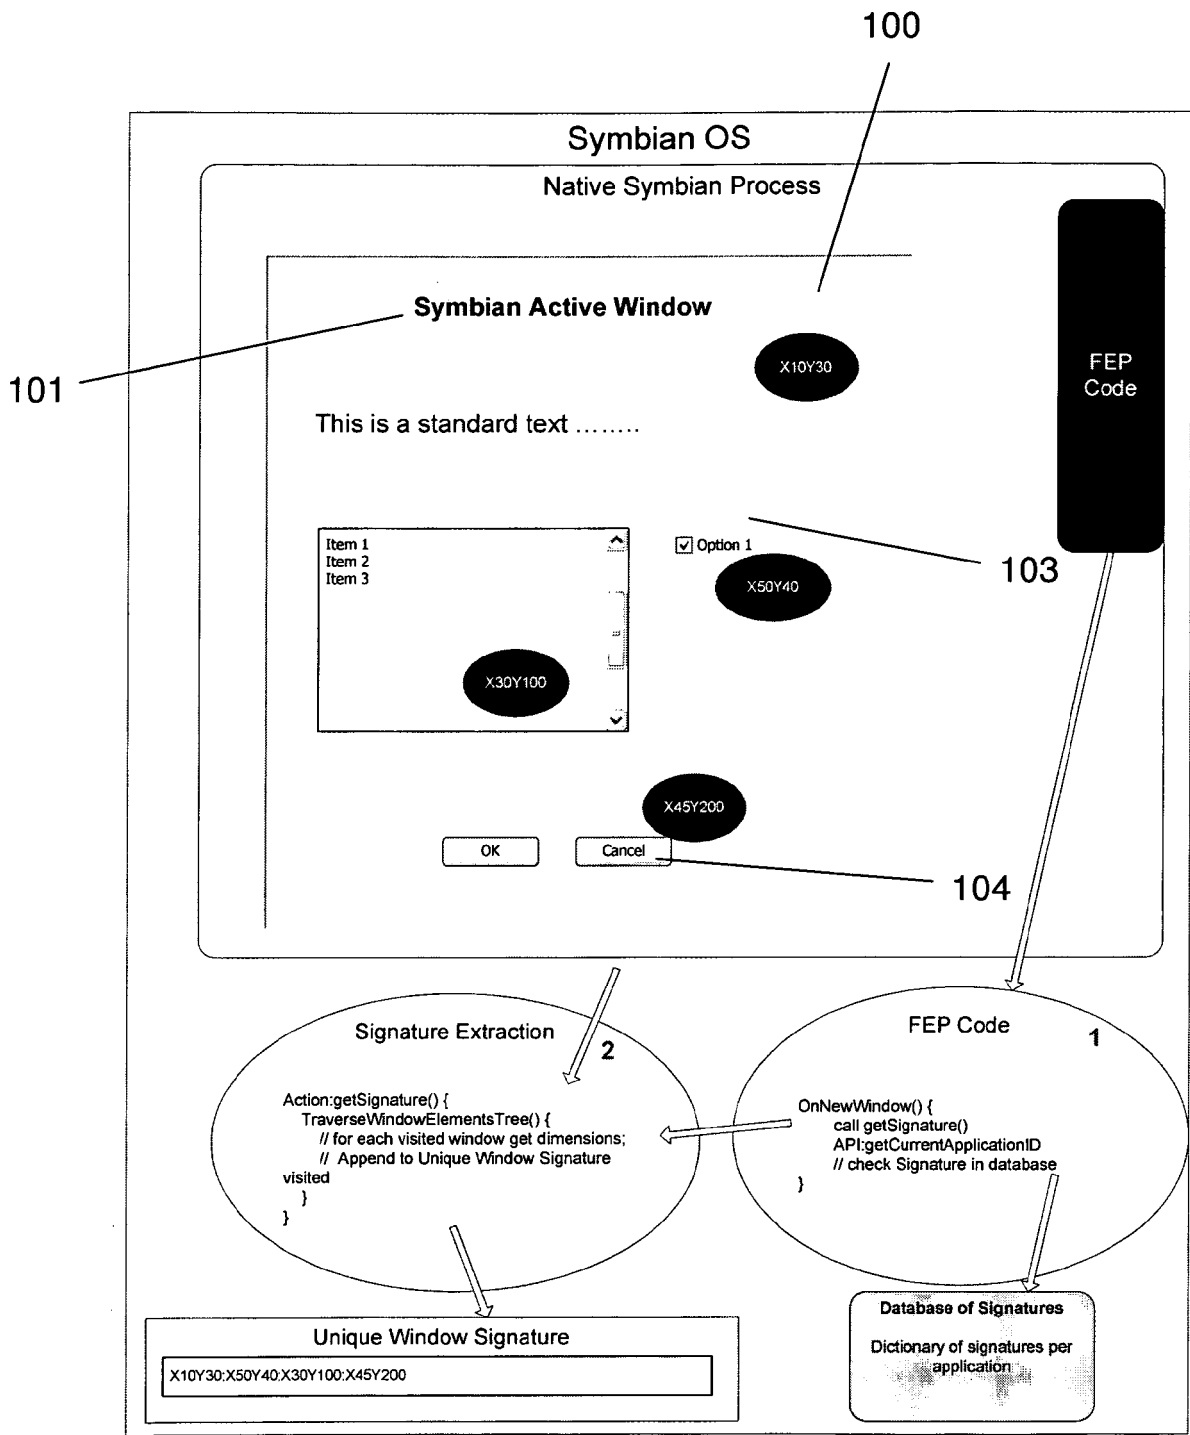 100
Symbian OS
Native Symbian Process
Symbian Active Window
101
X10Y30
FEP
Code
This is a standard text ........
Item 1
Item 2
Item 3
Option 1
103
X50Y40
X30Y100
X45Y200
OK
Cancel
104
Signature Extraction
2
Action:getSignature() {
TraverseWindowElementsTree() {
// for each visited window get dimensions;
// Append to Unique Window Signature
visited
}
}
FEP Code
1
OnNewWindow() {
call getSignature()
API:getCurrentApplicationID
// check Signature in database
}
Unique Window Signature
X10Y30:X50Y40:X30Y100:X45Y200
Database of Signatures
Dictionary of signatures per
application